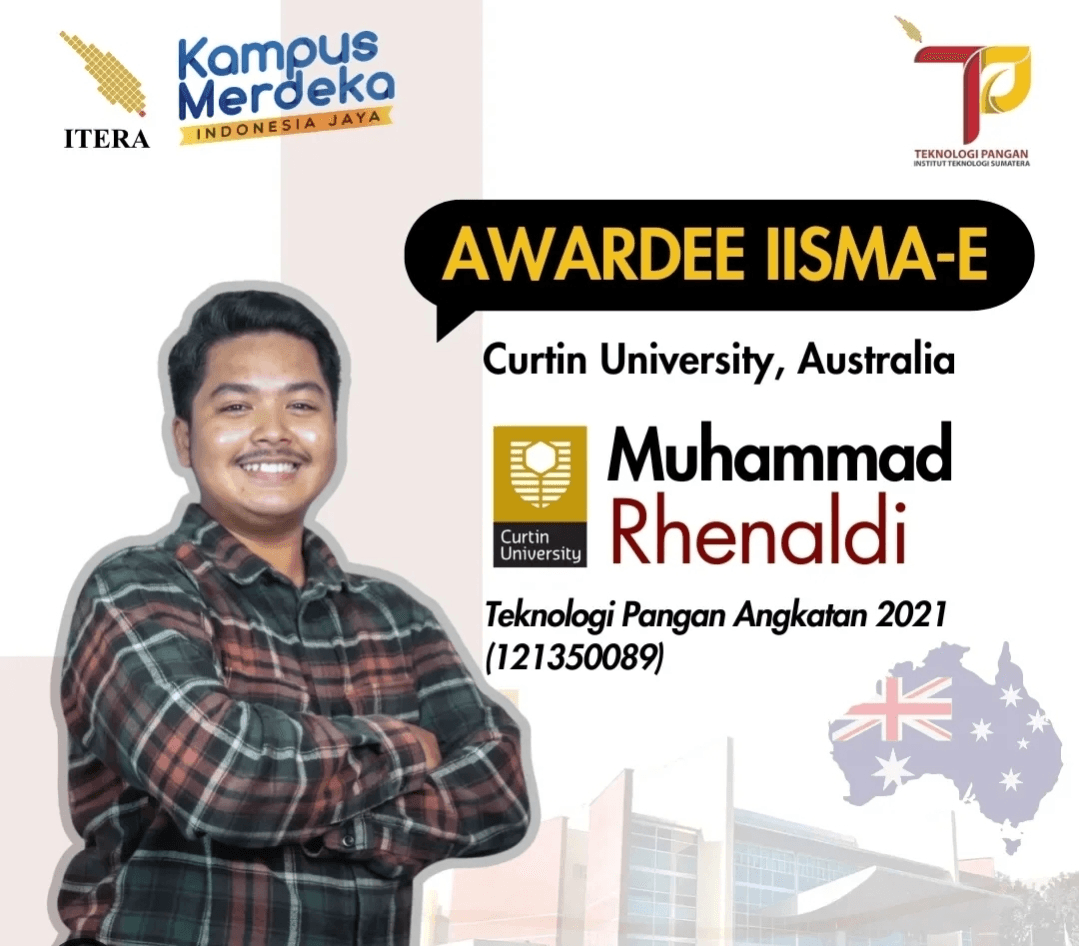 ITERA
Kampus
Merdeka
INDONESIA JAYA
TEKNOLOGI PANGAN
INSTITUT TEKNOLOGI SUMATERA
AWARDEE IISMA-E
Curtin University, Australia
Curtin
University
Muhammad
Rhenaldi
Teknologi Pangan Angkatan 2021
(121350089)